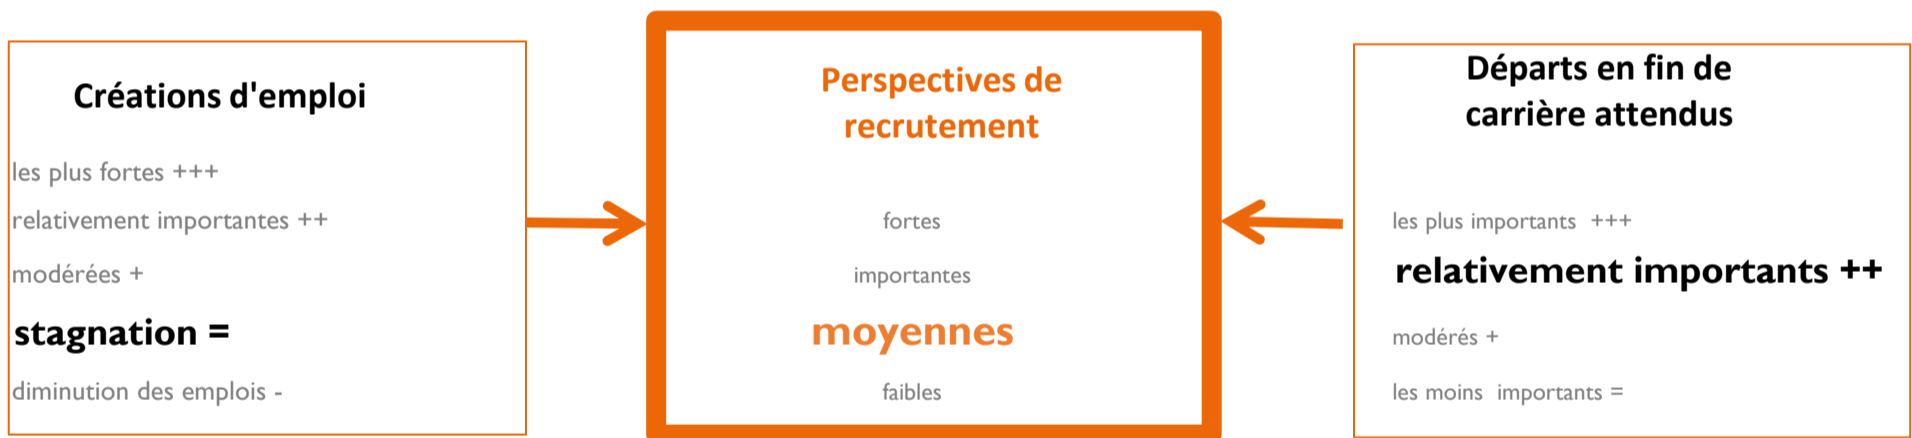 Créations d'emploi
les plus fortes +++
relativement importantes ++
modérées +
stagnation =
diminution des emplois -
Perspectives de
recrutement
fortes
importantes
moyennes
faibles
Départs en fin de
carrière attendus
les plus importants +++
relativement importants ++
modérés +
les moins importants =